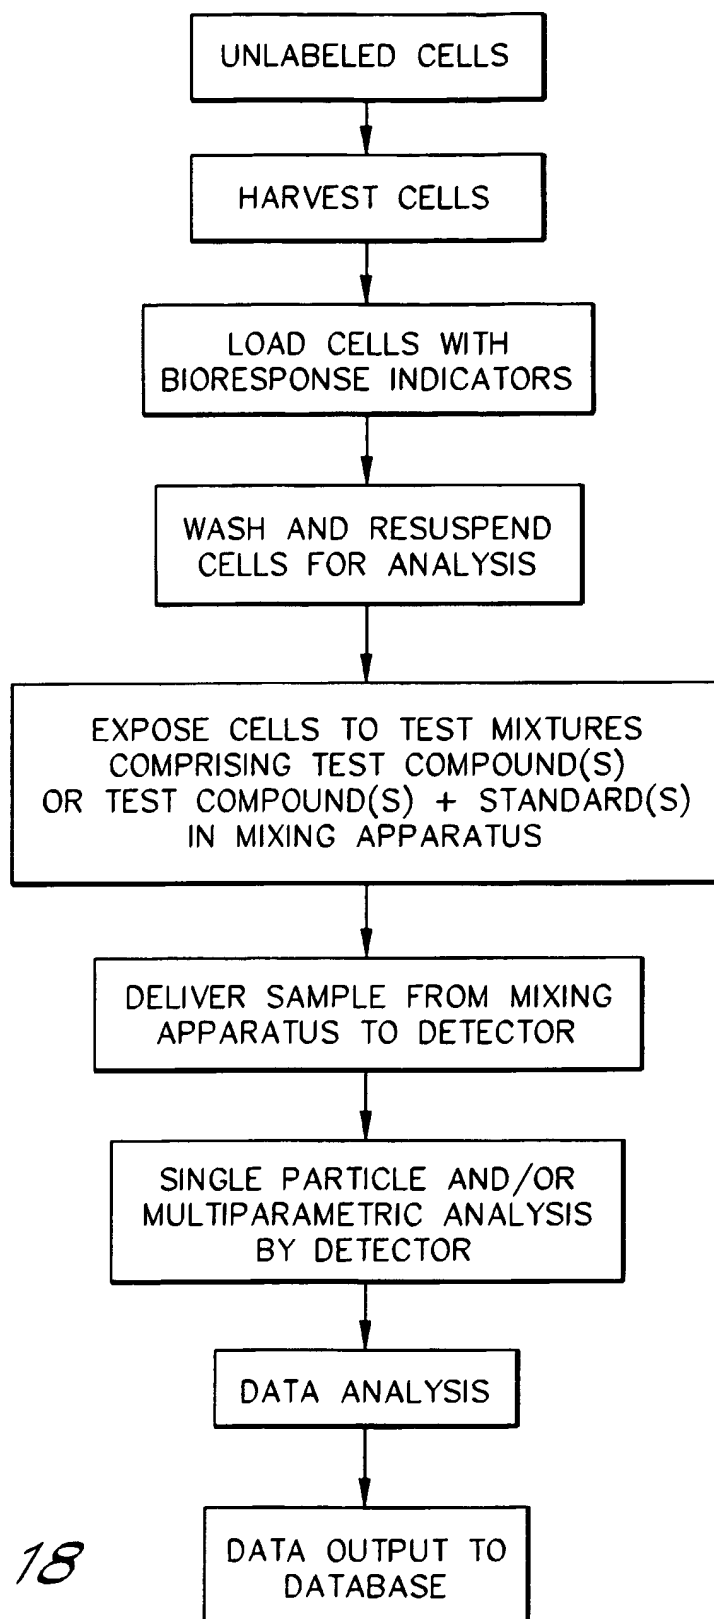 UNLABELED CELLS
HARVEST CELLS
LOAD CELLS WITH
BIORESPONSE INDICATORS
WASH AND RESUSPEND
CELLS FOR ANALYSIS
EXPOSE CELLS TO TEST MIXTURES
COMPRISING TEST COMPOUND(S)
OR TEST COMPOUND(S) + STANDARD(S)
IN MIXING APPARATUS
DELIVER SAMPLE FROM MIXING
APPARATUS TO DETECTOR
SINGLE PARTICLE AND/OR
MULTIPARAMETRIC ANALYSIS
BY DETECTOR
DATA ANALYSIS
DATA OUTPUT TO
DATABASE
18